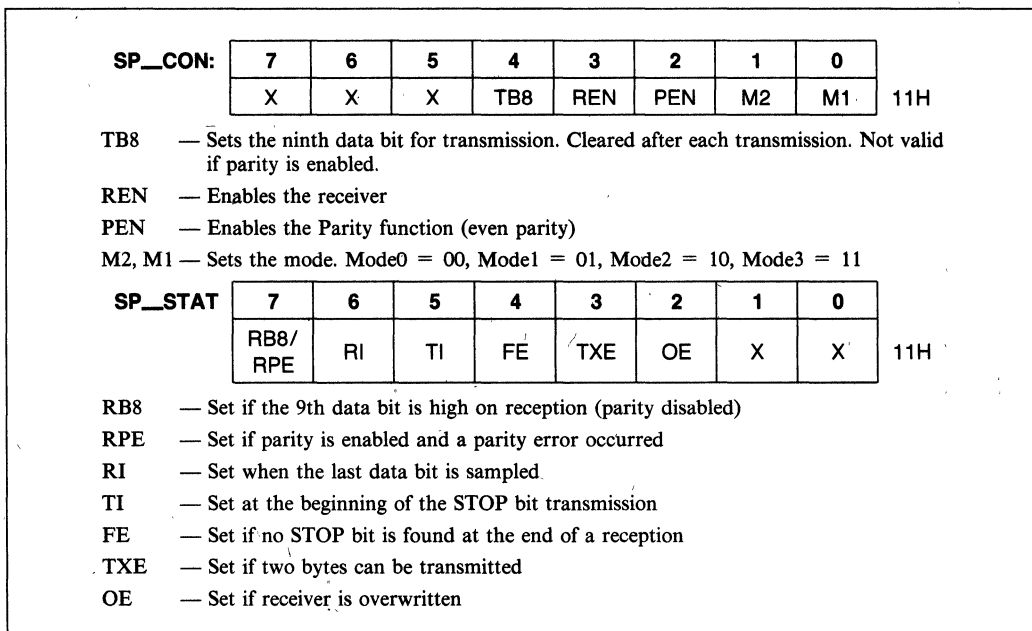 SP__CON: 7 6 5 4 3 2 1 0
X X X TB8 REN PEN M2 M1 11H
TB8 — Sets the ninth data bit for transmission. Cleared after each transmission. Not valid
if parity is enabled.
REN — Enables the receiver
PEN — Enables the Parity function (even parity)
M2, M1 — Sets the mode. Mode0 = 00, Mode1 = 01, Mode2 = 10, Mode3 = 11
SP__STAT 7 6 5 4 3 2 1 0
RB8/
RPE RI TI FE TXE OE X X 11H
RB8 — Set if the 9th data bit is high on reception (parity disabled)
RPE — Set if parity is enabled and a parity error occurred
RI — Set when the last data bit is sampled
TI — Set at the beginning of the STOP bit transmission
FE — Set if no STOP bit is found at the end of a reception
TXE — Set if two bytes can be transmitted
OE — Set if receiver is overwritten